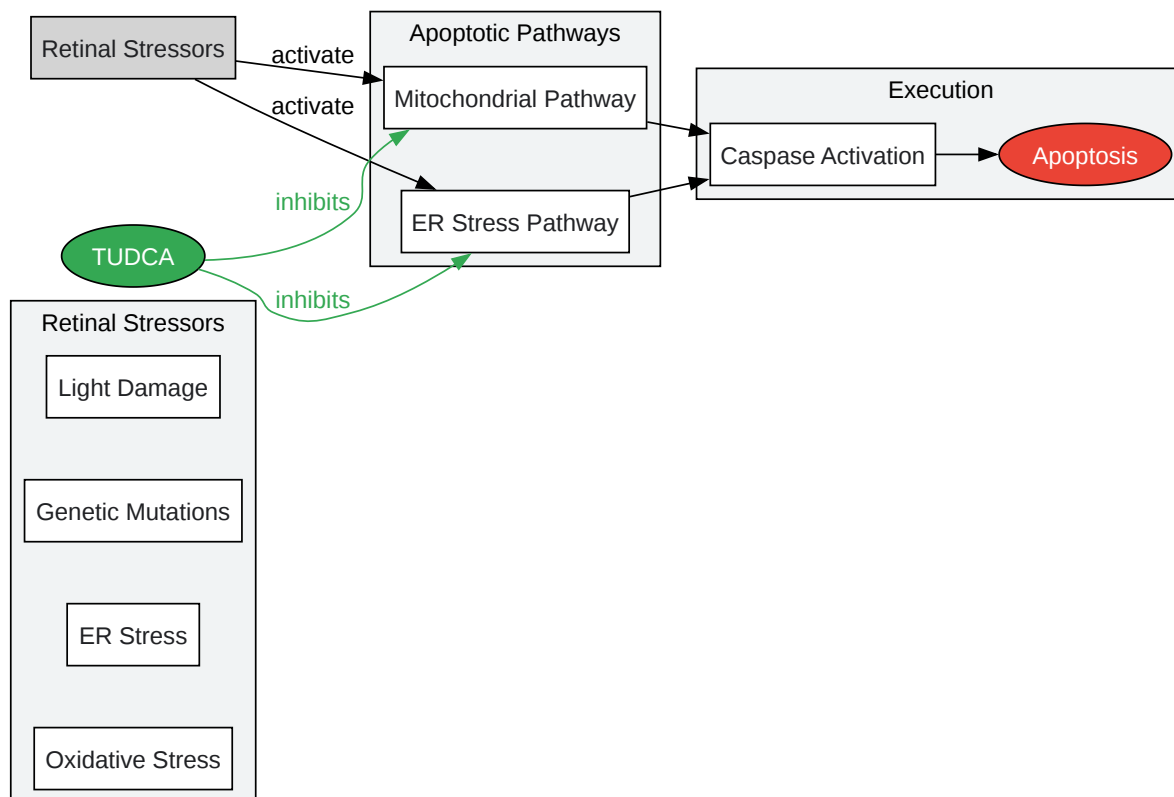 Retinal Stressors
activate
activate
Apoptotic Pathways
Mitochondrial Pathway
ER Stress Pathway
Execution
Caspase Activation
Apoptosis
TUDCA
inhibits
inhibits
Retinal Stressors
Light Damage
Genetic Mutations
ER Stress
Oxidative Stress